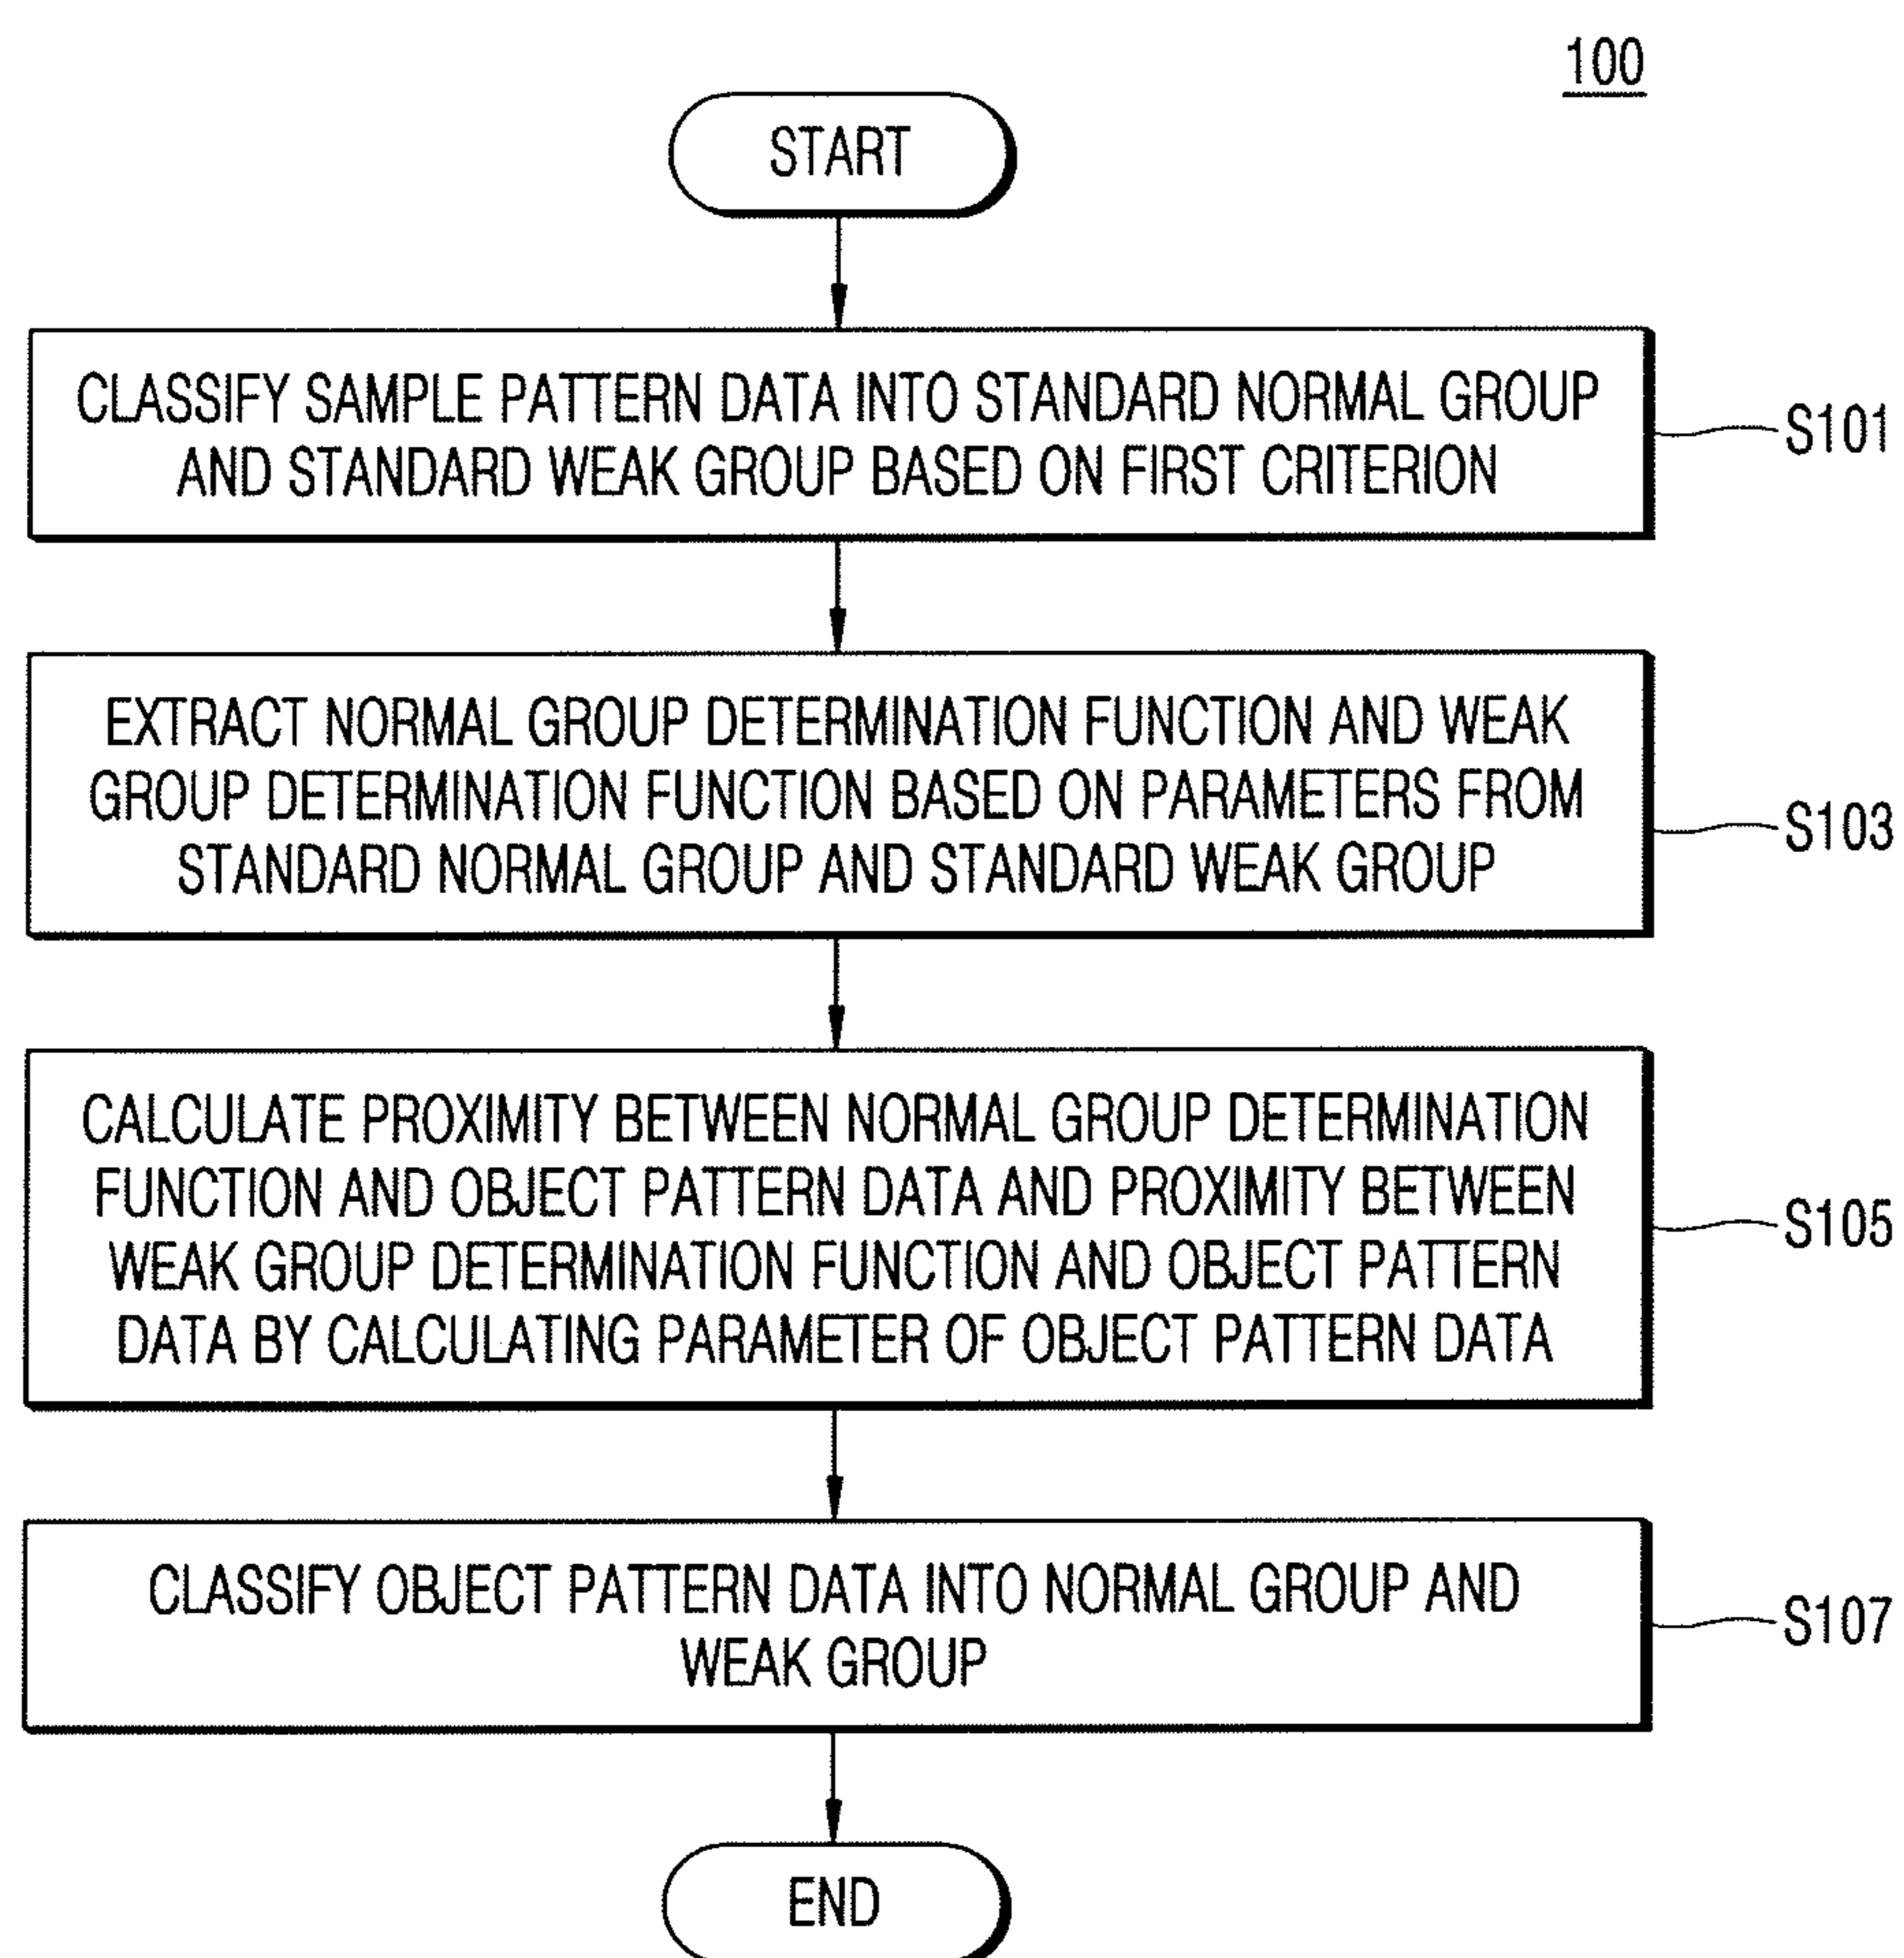 100
START
CLASSIFY SAMPLE PATTERN DATA INTO STANDARD NORMAL GROUP
AND STANDARD WEAK GROUP BASED ON FIRST CRITERION
S101
EXTRACT NORMAL GROUP DETERMINATION FUNCTION AND WEAK
GROUP DETERMINATION FUNCTION BASED ON PARAMETERS FROM
STANDARD NORMAL GROUP AND STANDARD WEAK GROUP
S103
CALCULATE PROXIMITY BETWEEN NORMAL GROUP DETERMINATION
FUNCTION AND OBJECT PATTERN DATA AND PROXIMITY BETWEEN
WEAK GROUP DETERMINATION FUNCTION AND OBJECT PATTERN
DATA BY CALCULATING PARAMETER OF OBJECT PATTERN DATA
S105
CLASSIFY OBJECT PATTERN DATA INTO NORMAL GROUP AND
WEAK GROUP
S107
END